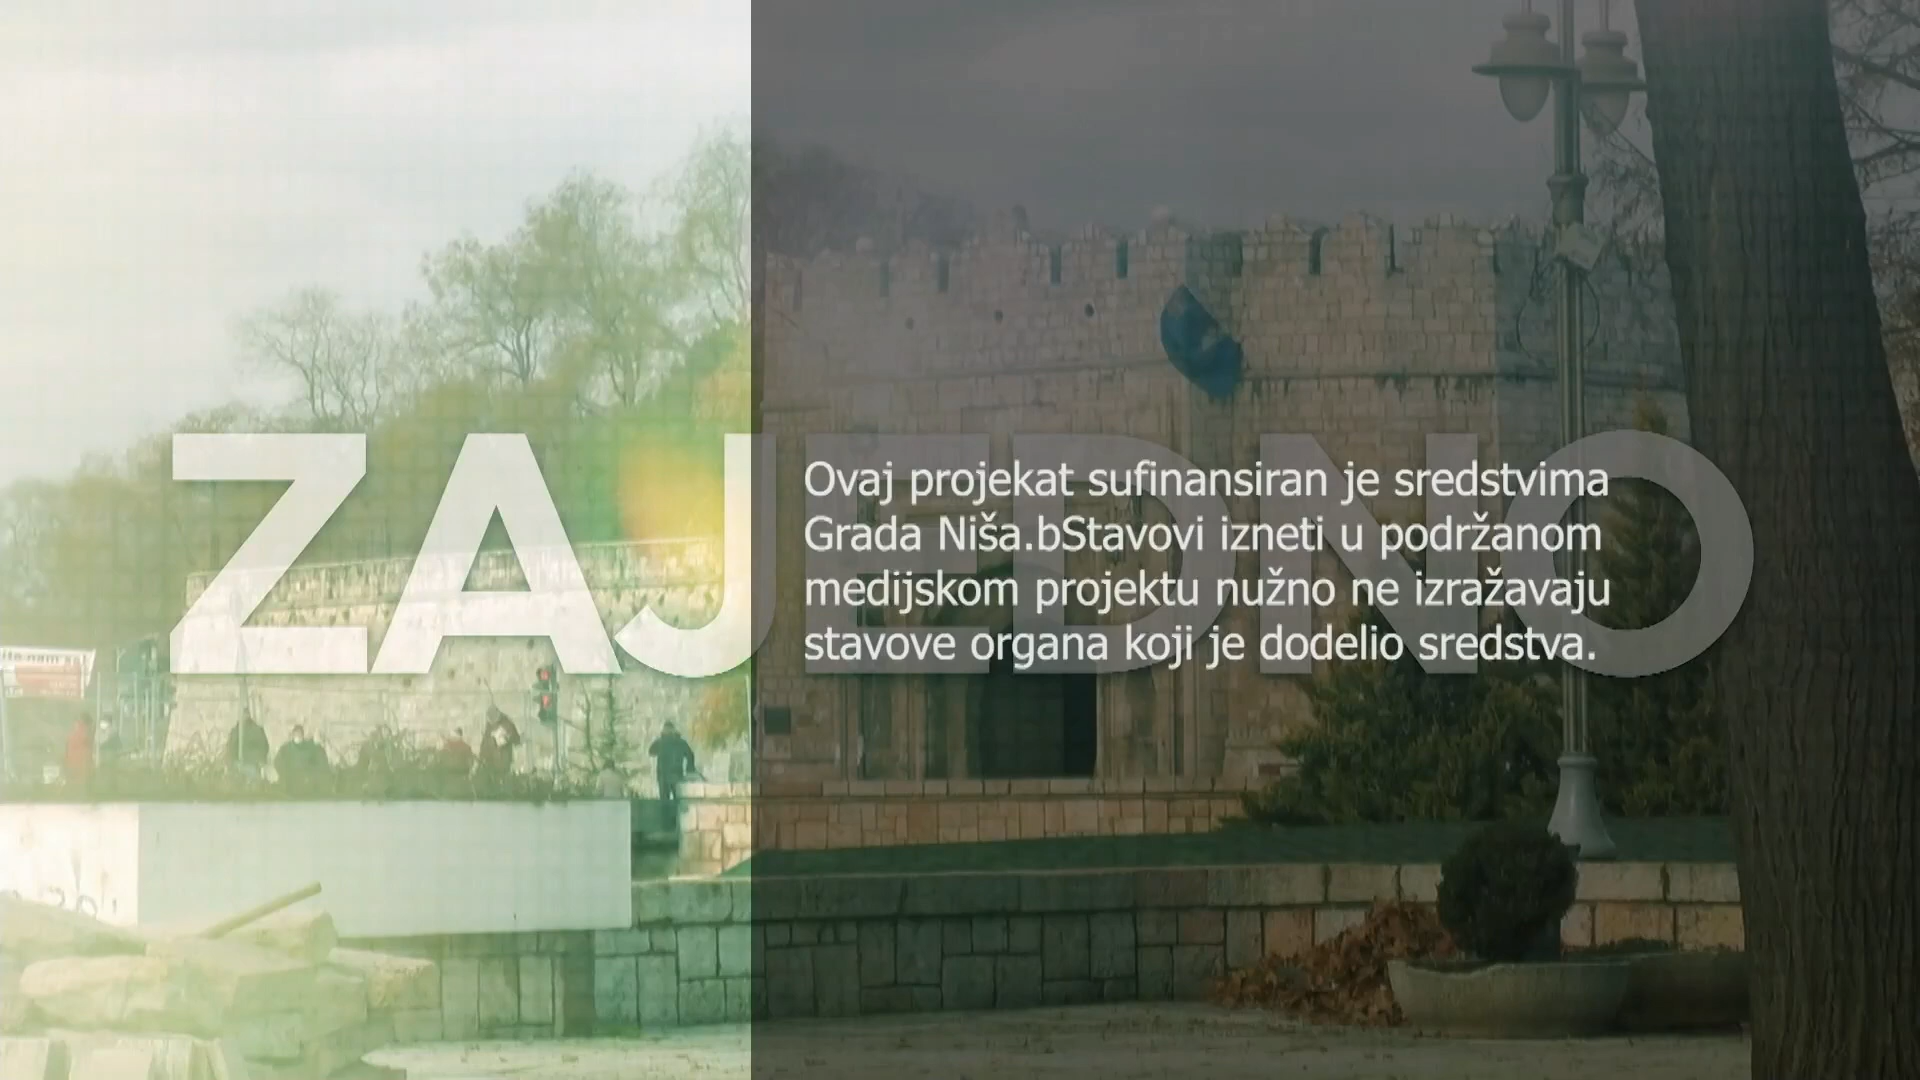 ZAJEDNO
Ovaj projekat sufinansiran je sredstvima
Grada Niša.bStavovi izneti u podržanom
medijskom projektu nužno ne izražavaju
stavove organa koji je dodelio sredstva.